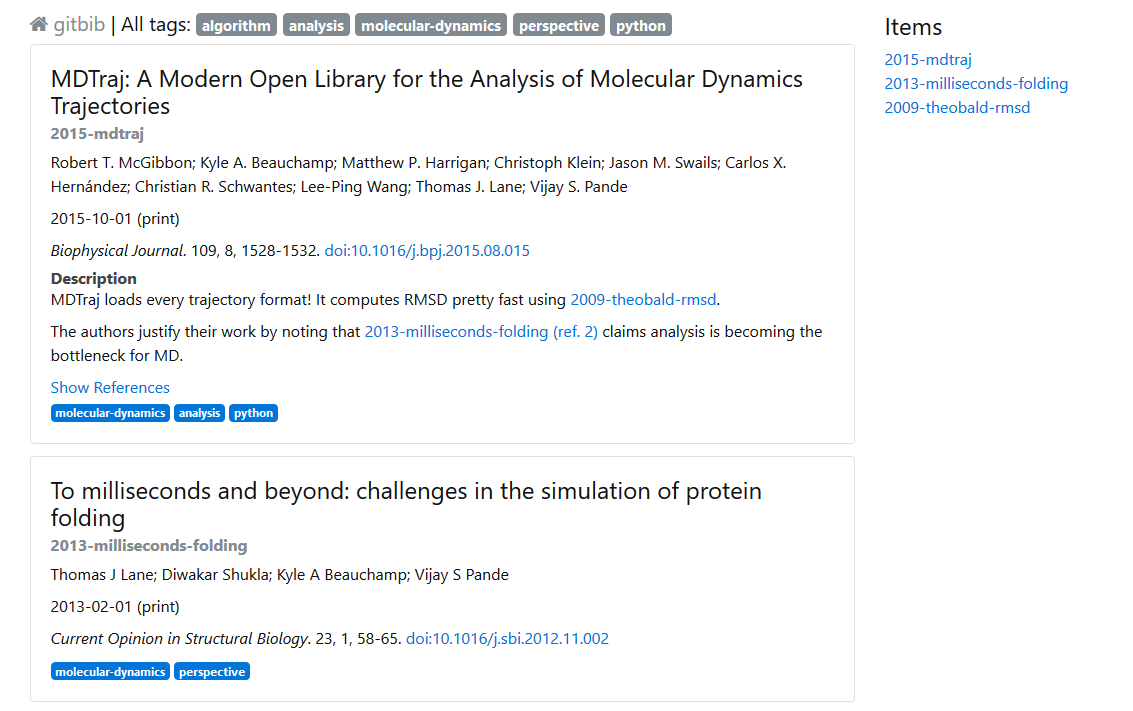 gitbib | All tags: algorithm analysis molecular-dynamics perspective python
MDTraj: A Modern Open Library for the Analysis of Molecular Dynamics
Trajectories
2015-mdtraj
Robert T. McGibbon; Kyle A. Beauchamp; Matthew P. Harrigan; Christoph Klein; Jason M. Swails; Carlos X.
Hernández; Christian R. Schwantes; Lee-Ping Wang; Thomas J. Lane; Vijay S. Pande
2015-10-01 (print)
Biophysical Journal. 109, 8, 1528-1532. doi:10.1016/j.bpj.2015.08.015
Description
MDTraj loads every trajectory format! It computes RMSD pretty fast using 2009-theobald-rmsd.
The authors justify their work by noting that 2013-milliseconds-folding (ref. 2) claims analysis is becoming the
bottleneck for MD.
Show References
molecular-dynamics analysis python
To milliseconds and beyond: challenges in the simulation of protein
folding
2013-milliseconds-folding
Thomas J Lane; Diwakar Shukla; Kyle A Beauchamp; Vijay S Pande
2013-02-01 (print)
Current Opinion in Structural Biology. 23, 1, 58-65. doi:10.1016/j.sbi.2012.11.002
molecular-dynamics perspective
Items
2015-mdtraj
2013-milliseconds-folding
2009-theobald-rmsd